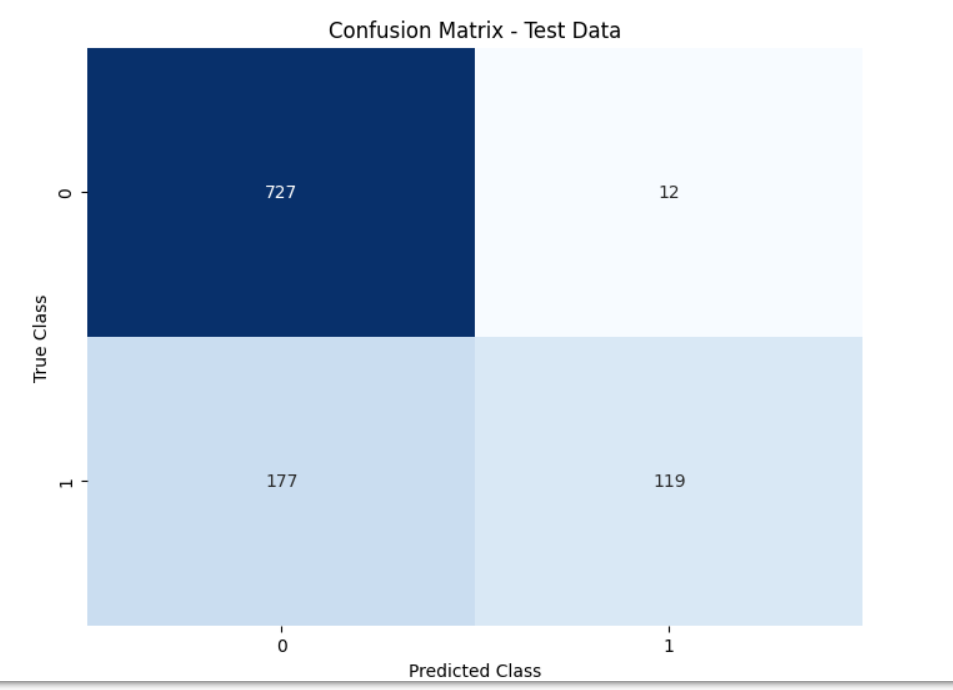 Confusion Matrix - Test Data
0
727
12
True Class
1
177
119
0
1
Predicted Class